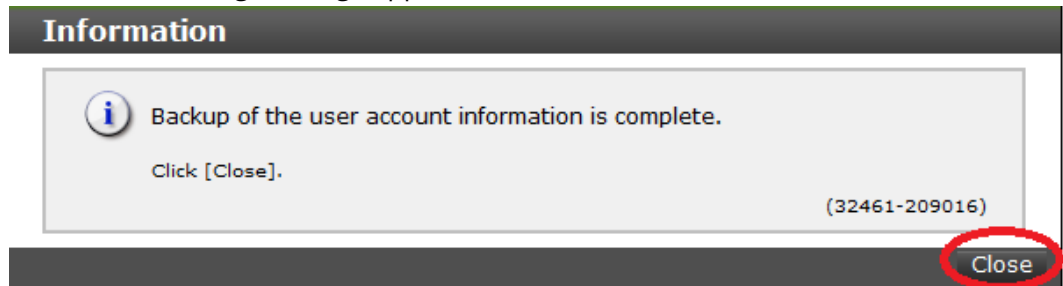 Information
Backup of the user account information is complete.
Click [Close].
(32461-209016)
Close